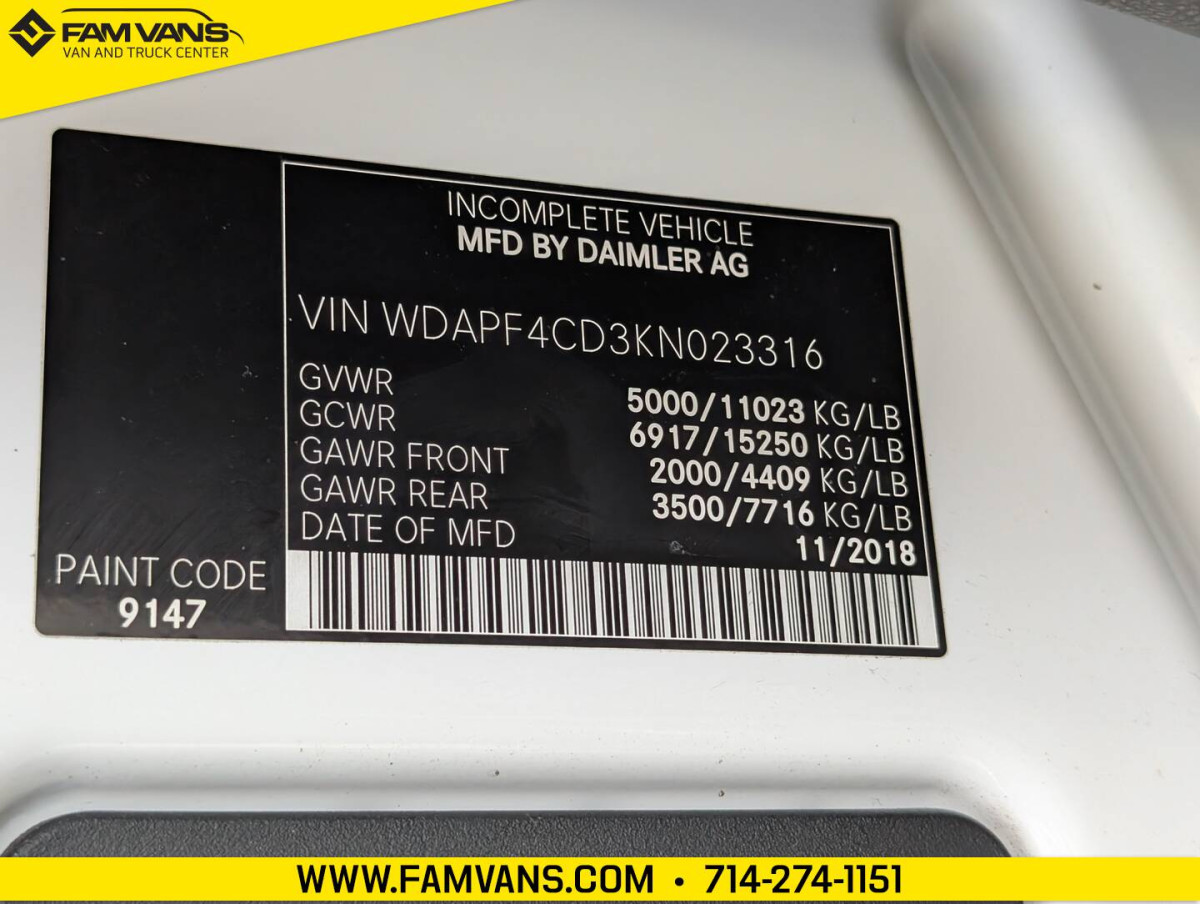 FAM VANS
VAN AND TRUCK CENTER
INCOMPLETE VEHICLE
MFD BY DAIMLER AG
VIN WDAPF4CD3KN023316
GVWR 5000/11023 KG/LB
GCWR 6917/15250 KG/LB
GAWR FRONT 2000/4409 KG/LB
GAWR REAR 3500/7716 KG/LB
DATE OF MFD 11/2018
PAINT CODE
9147
WWW.FAMVANS.COM • 714-274-1151